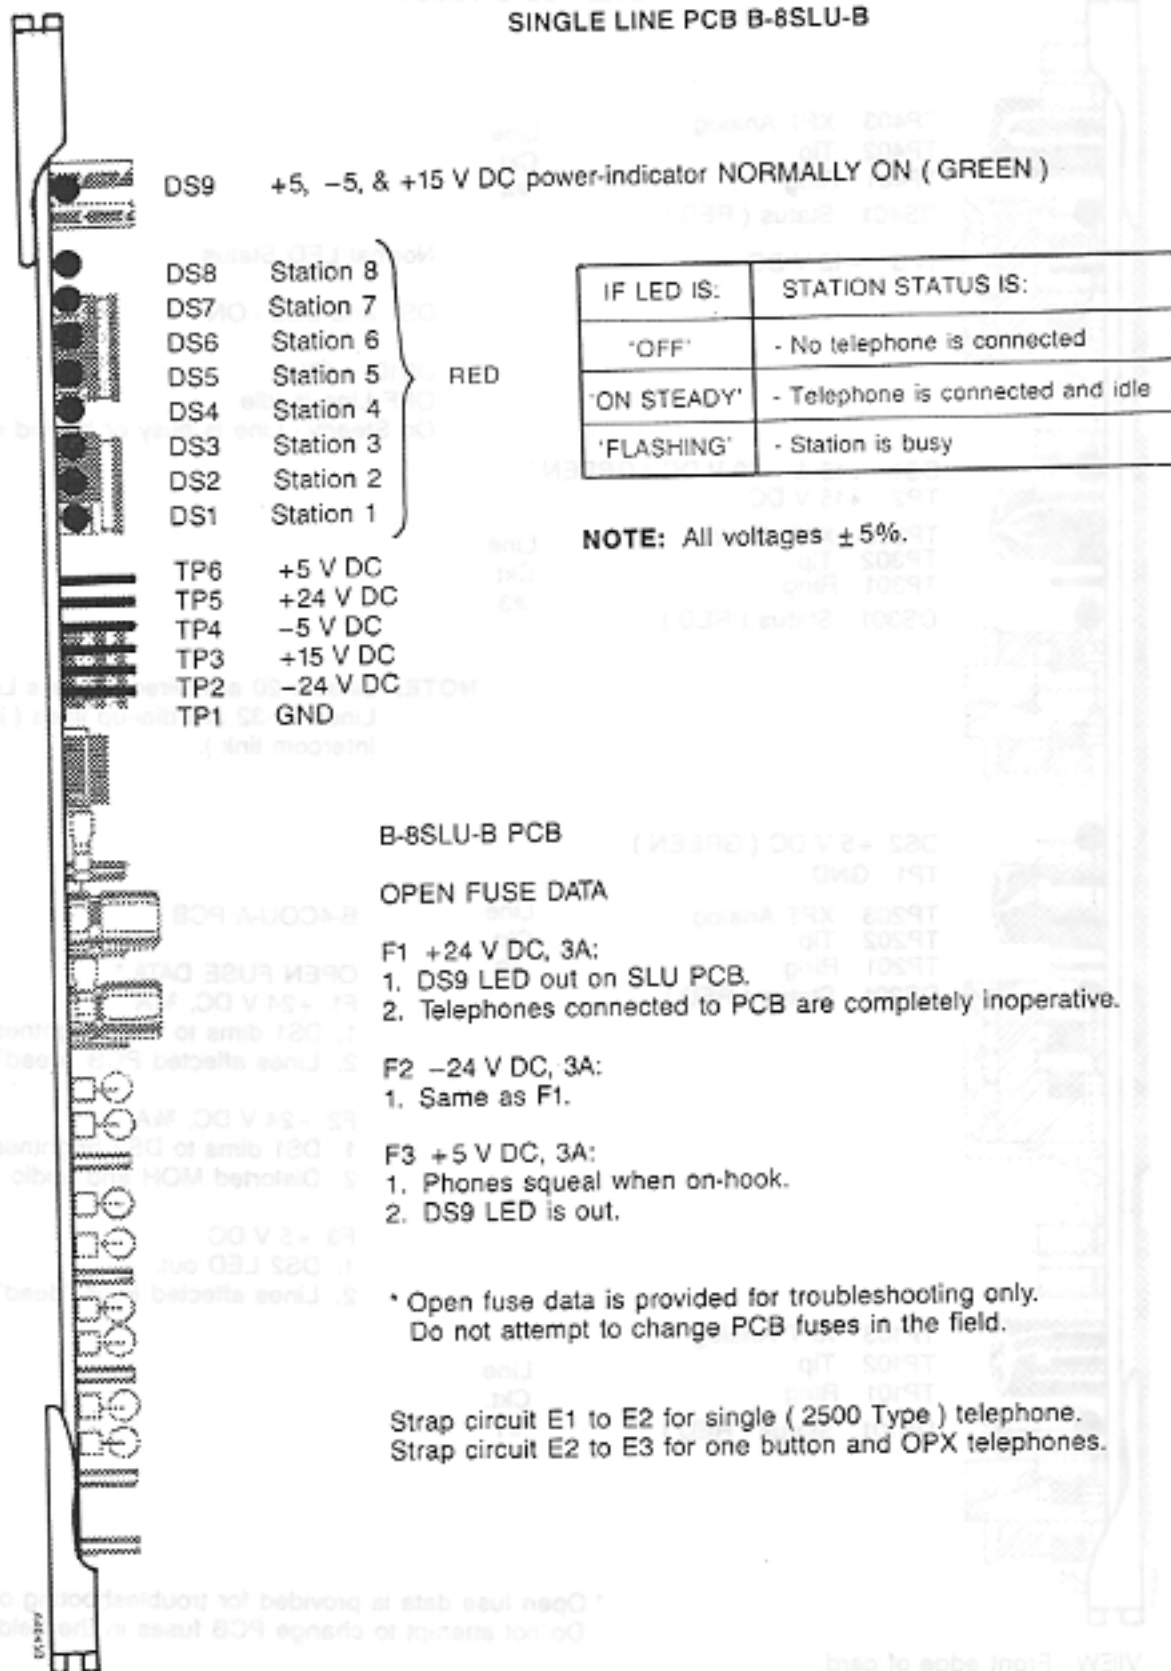 SINGLE LINE PCB B-8SLU-B
DS9 +5, −5, & +15 V DC power-indicator NORMALLY ON ( GREEN )
DS8 Station 8
DS7 Station 7
DS6 Station 6
DS5 Station 5
DS4 Station 4
DS3 Station 3
DS2 Station 2
DS1 Station 1
RED
IF LED IS: STATION STATUS IS:
'OFF' - No telephone is connected
'ON STEADY' - Telephone is connected and idle
'FLASHING' - Station is busy
NOTE: All voltages ± 5%.
TP6 +5 V DC
TP5 +24 V DC
TP4 −5 V DC
TP3 +15 V DC
TP2 −24 V DC
TP1 GND
B-8SLU-B PCB
OPEN FUSE DATA
F1 +24 V DC, 3A:
1. DS9 LED out on SLU PCB.
2. Telephones connected to PCB are completely inoperative.
F2 −24 V DC, 3A:
1. Same as F1.
F3 +5 V DC, 3A:
1. Phones squeal when on-hook.
2. DS9 LED is out.
* Open fuse data is provided for troubleshooting only.
Do not attempt to change PCB fuses in the field.
Strap circuit E1 to E2 for single ( 2500 Type ) telephone.
Strap circuit E2 to E3 for one button and OPX telephones.